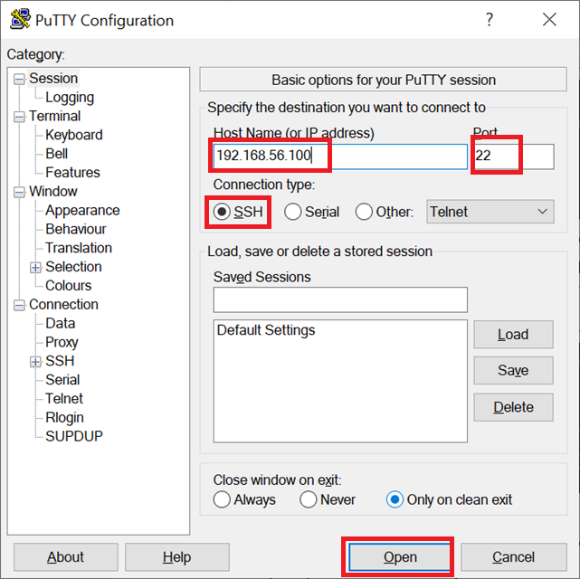 PuTTY Configuration
?
Category:
Session
Logging
Terminal
Keyboard
Bell
Features
Window
Appearance
Behaviour
Translation
Selection
Colours
Connection
Data
Proxy
SSH
Serial
Telnet
Rlogin
SUPDUP
Basic options for your PuTTY session
Specify the destination you want to connect to
Host Name (or IP address) Port
192.168.56.100 22
Connection type:
SSH Serial Other: Telnet
Load, save or delete a stored session
Saved Sessions
Default Settings
Load
Save
Delete
Close window on exit:
Always Never Only on clean exit
About Help Open Cancel